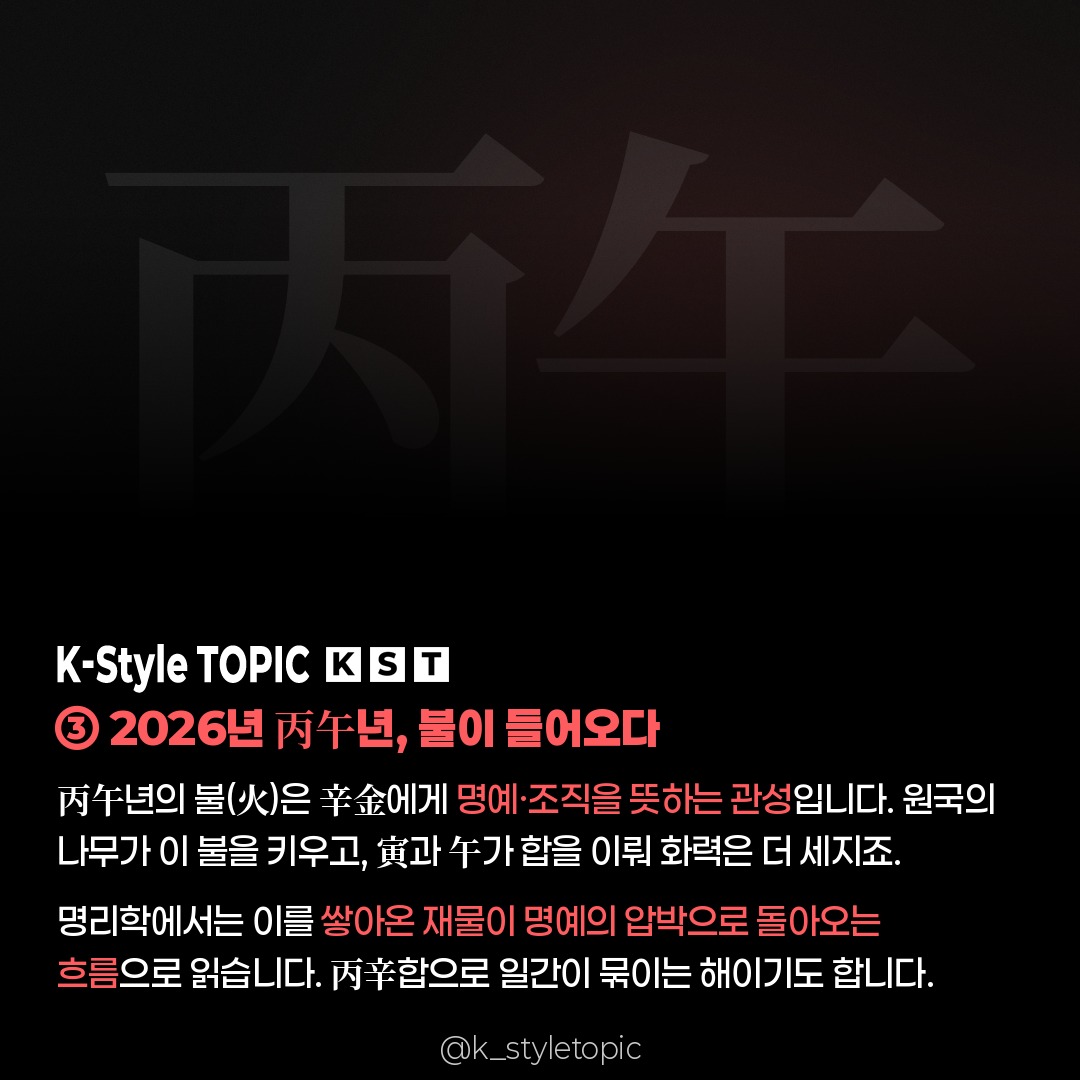 丙午
K-Style TOPIC KST
③ 2026년 丙午년, 불이 들어오다
丙午년의 불(火)은 辛金에게 명예·조직을 뜻하는 관성입니다. 원국의
나무가 이 불을 키우고, 寅과 午가 합을 이뤄 화력은 더 세지죠.
명리학에서는 이를 쌓아온 재물이 명예의 압박으로 돌아오는
흐름으로 읽습니다. 丙辛합으로 일간이 묶이는 해이기도 합니다.
@k_styletopic